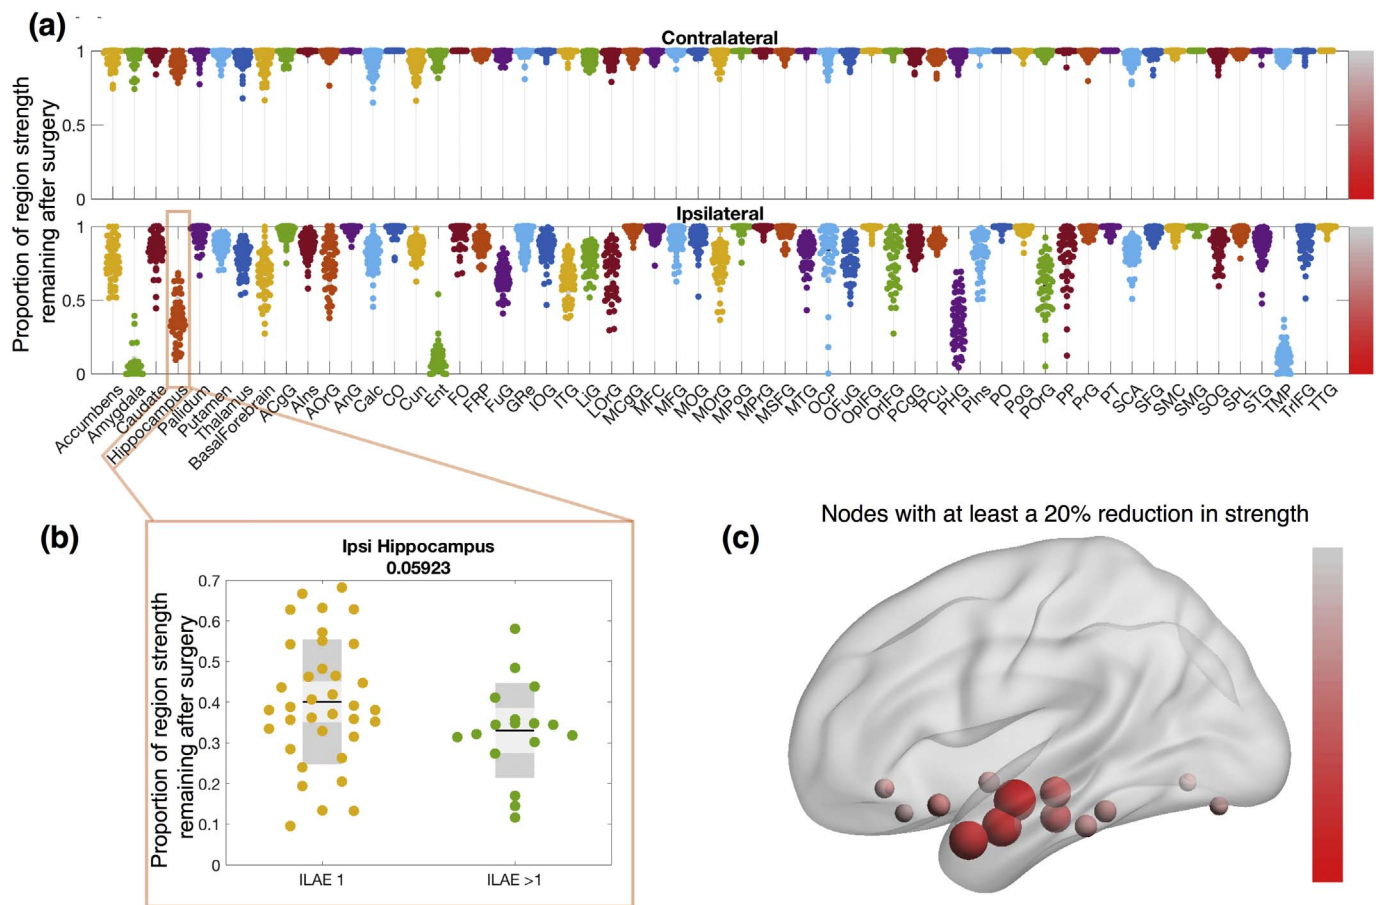 (a)
Contralateral
Proportion of region strength
remaining after surgery
1
0.5
0
Ipsilateral
1
0.5
0
Accumbens
Amygdala
Caudate
Hippocampus
Pallidum
Putamen
Thalamus
BasalForebrain
ACgG
AIns
AOrG
AnG
Calc
CO
Cun
Ent
FO
FRP
FuG
GRe
IOG
ITG
LiG
LOrG
MCgG
MFC
MFG
MOG
MOrG
MPoG
MPrG
MSFG
MTG
OCP
OFuG
OpIFG
OrIFG
PCgG
PCu
PHG
PIns
PO
PoG
POrG
PP
PrG
PT
SCA
SFG
SMC
SMG
SOG
SPL
STG
TMP
TrIFG
TTG
(b)
Ipsi Hippocampus
0.05923
Proportion of region strength
remaining after surgery
0.7
0.6
0.5
0.4
0.3
0.2
0.1
0
ILAE 1
ILAE >1
(c)
Nodes with at least a 20% reduction in strength